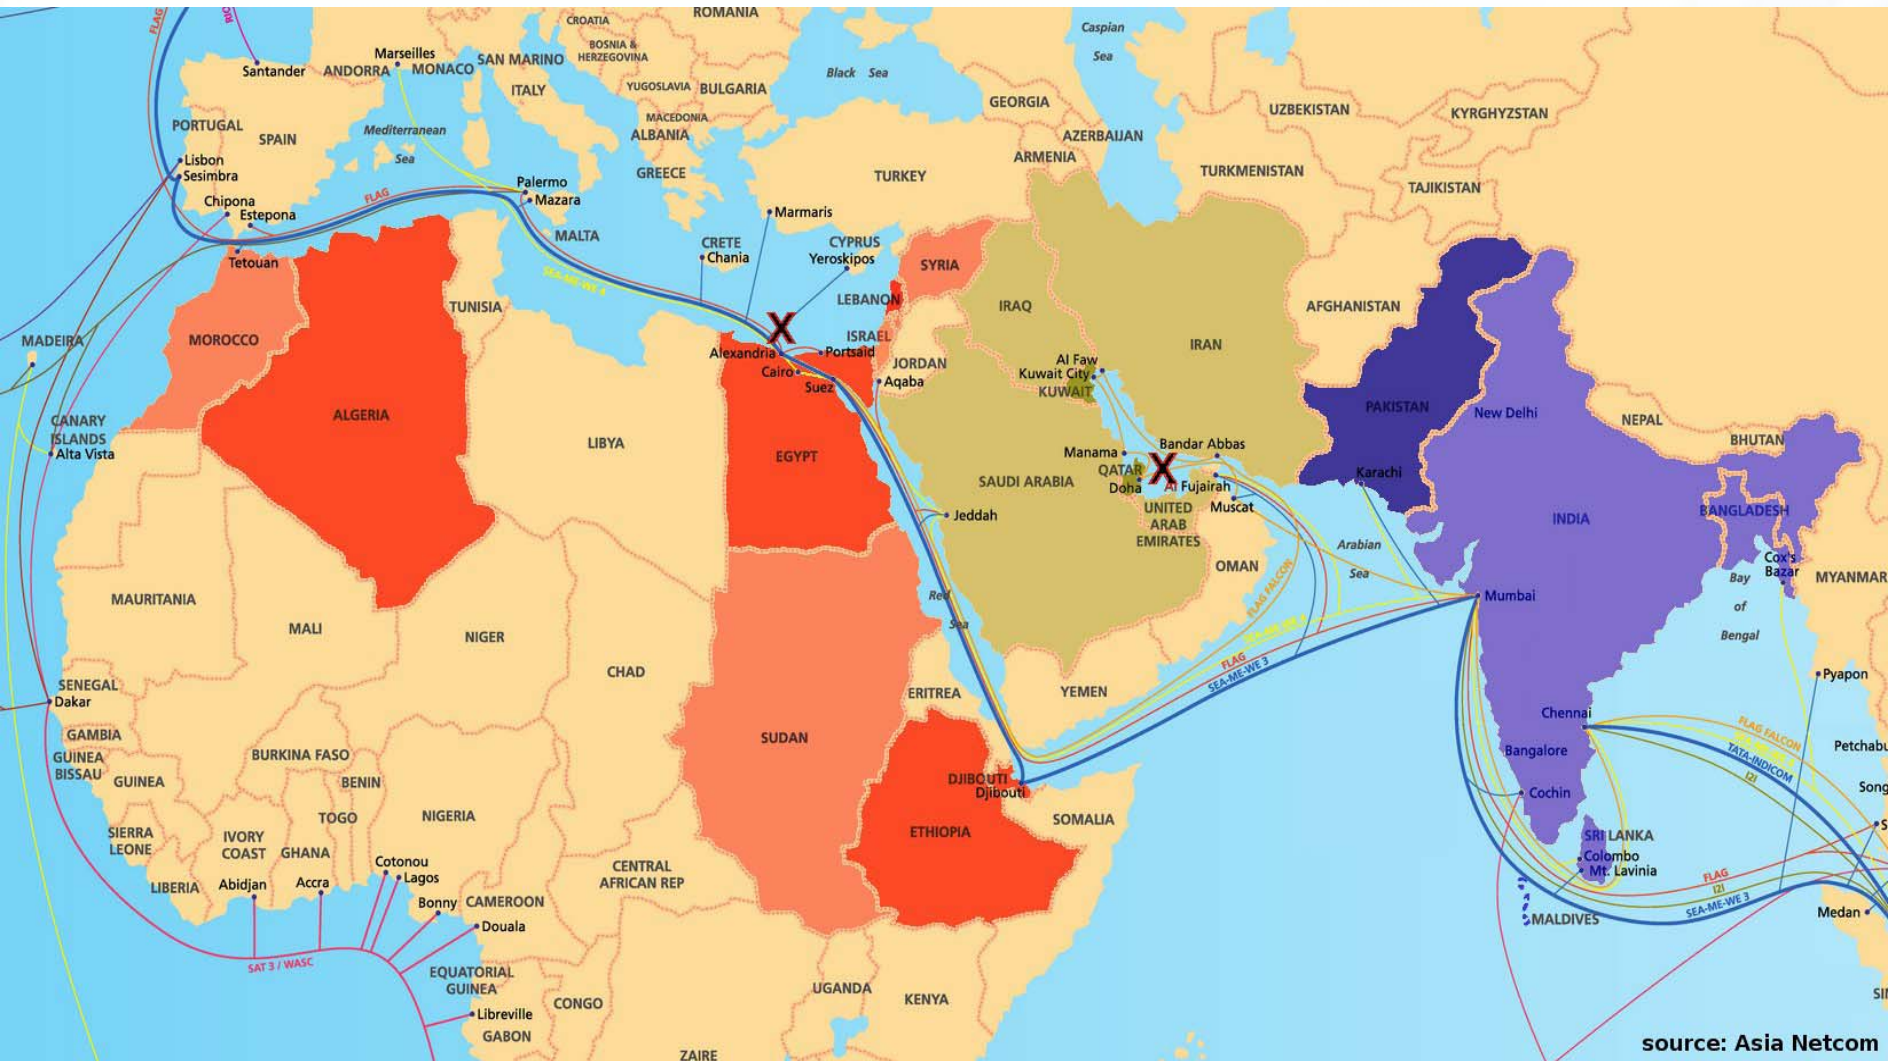 ROMANIA
CROATIA
Caspian
Sea
FLAG
Santander
ANDORRA
Marseilles
MONACO
SAN MARINO
BOSNIA &
HERZEGOVINA
ITALY
YUGOSLAVIA
BULGARIA
Black Sea
GEORGIA
UZBEKISTAN
KYRGHYZSTAN
PORTUGAL
SPAIN
Mediterranean
Sea
MACEDONIA
ALBANIA
AZERBAIJAN
ARMENIA
Lisbon
Sesimbra
GREECE
TURKEY
TURKMENISTAN
TAJIKISTAN
Palermo
Mazara
FLAG
Chipona
Estepona
Marmaris
MALTA
CRETE
Chania
CYPRUS
Yeroskipos
Tetouan
SEA-ME-WE 4
SYRIA
TUNISIA
LEBANON
IRAQ
AFGHANISTAN
MADEIRA
MOROCCO
X
ISRAEL
IRAN
Alexandria
Portsaid
JORDAN
Cairo
Suez
Aqaba
Al Faw
Kuwait City
KUWAIT
ALGERIA
PAKISTAN
New Delhi
NEPAL
CANARY
ISLANDS
Alta Vista
LIBYA
EGYPT
BHUTAN
Manama
Bandar Abbas
QATAR
X
Doha
Al Fujairah
SAUDI ARABIA
Karachi
UNITED
ARAB
EMIRATES
Muscat
Jeddah
INDIA
BANGLADESH
Arabian
Sea
OMAN
Cox's
Bazar
Bay
of
Bengal
MYANMAR
MAURITANIA
MALI
NIGER
CHAD
Red
Sea
FLAG FALCON
Mumbai
FLAG
SEA-ME-WE 3
SENEGAL
Dakar
YEMEN
ERITREA
Pyapon
GAMBIA
GUINEA
BISSAU
GUINEA
BURKINA FASO
BENIN
SUDAN
Chennai
Bangalore
FLAG FALCON
TATA-INDICOM
I2I
Petchabu
DJIBOUTI
Djibouti
Song
TOGO
NIGERIA
Cochin
SIERRA
LEONE
IVORY
COAST
GHANA
ETHIOPIA
SOMALIA
SRI LANKA
Colombo
Mt. Lavinia
Cotonou
Lagos
CENTRAL
AFRICAN REP
LIBERIA
Abidjan
Accra
Bonny
CAMEROON
Douala
FLAG
I2I
SEA-ME-WE 3
MALDIVES
Medan
SAT 3 / WASC
EQUATORIAL
GUINEA
CONGO
UGANDA
KENYA
Libreville
GABON
ZAIRE
source: Asia Netcom